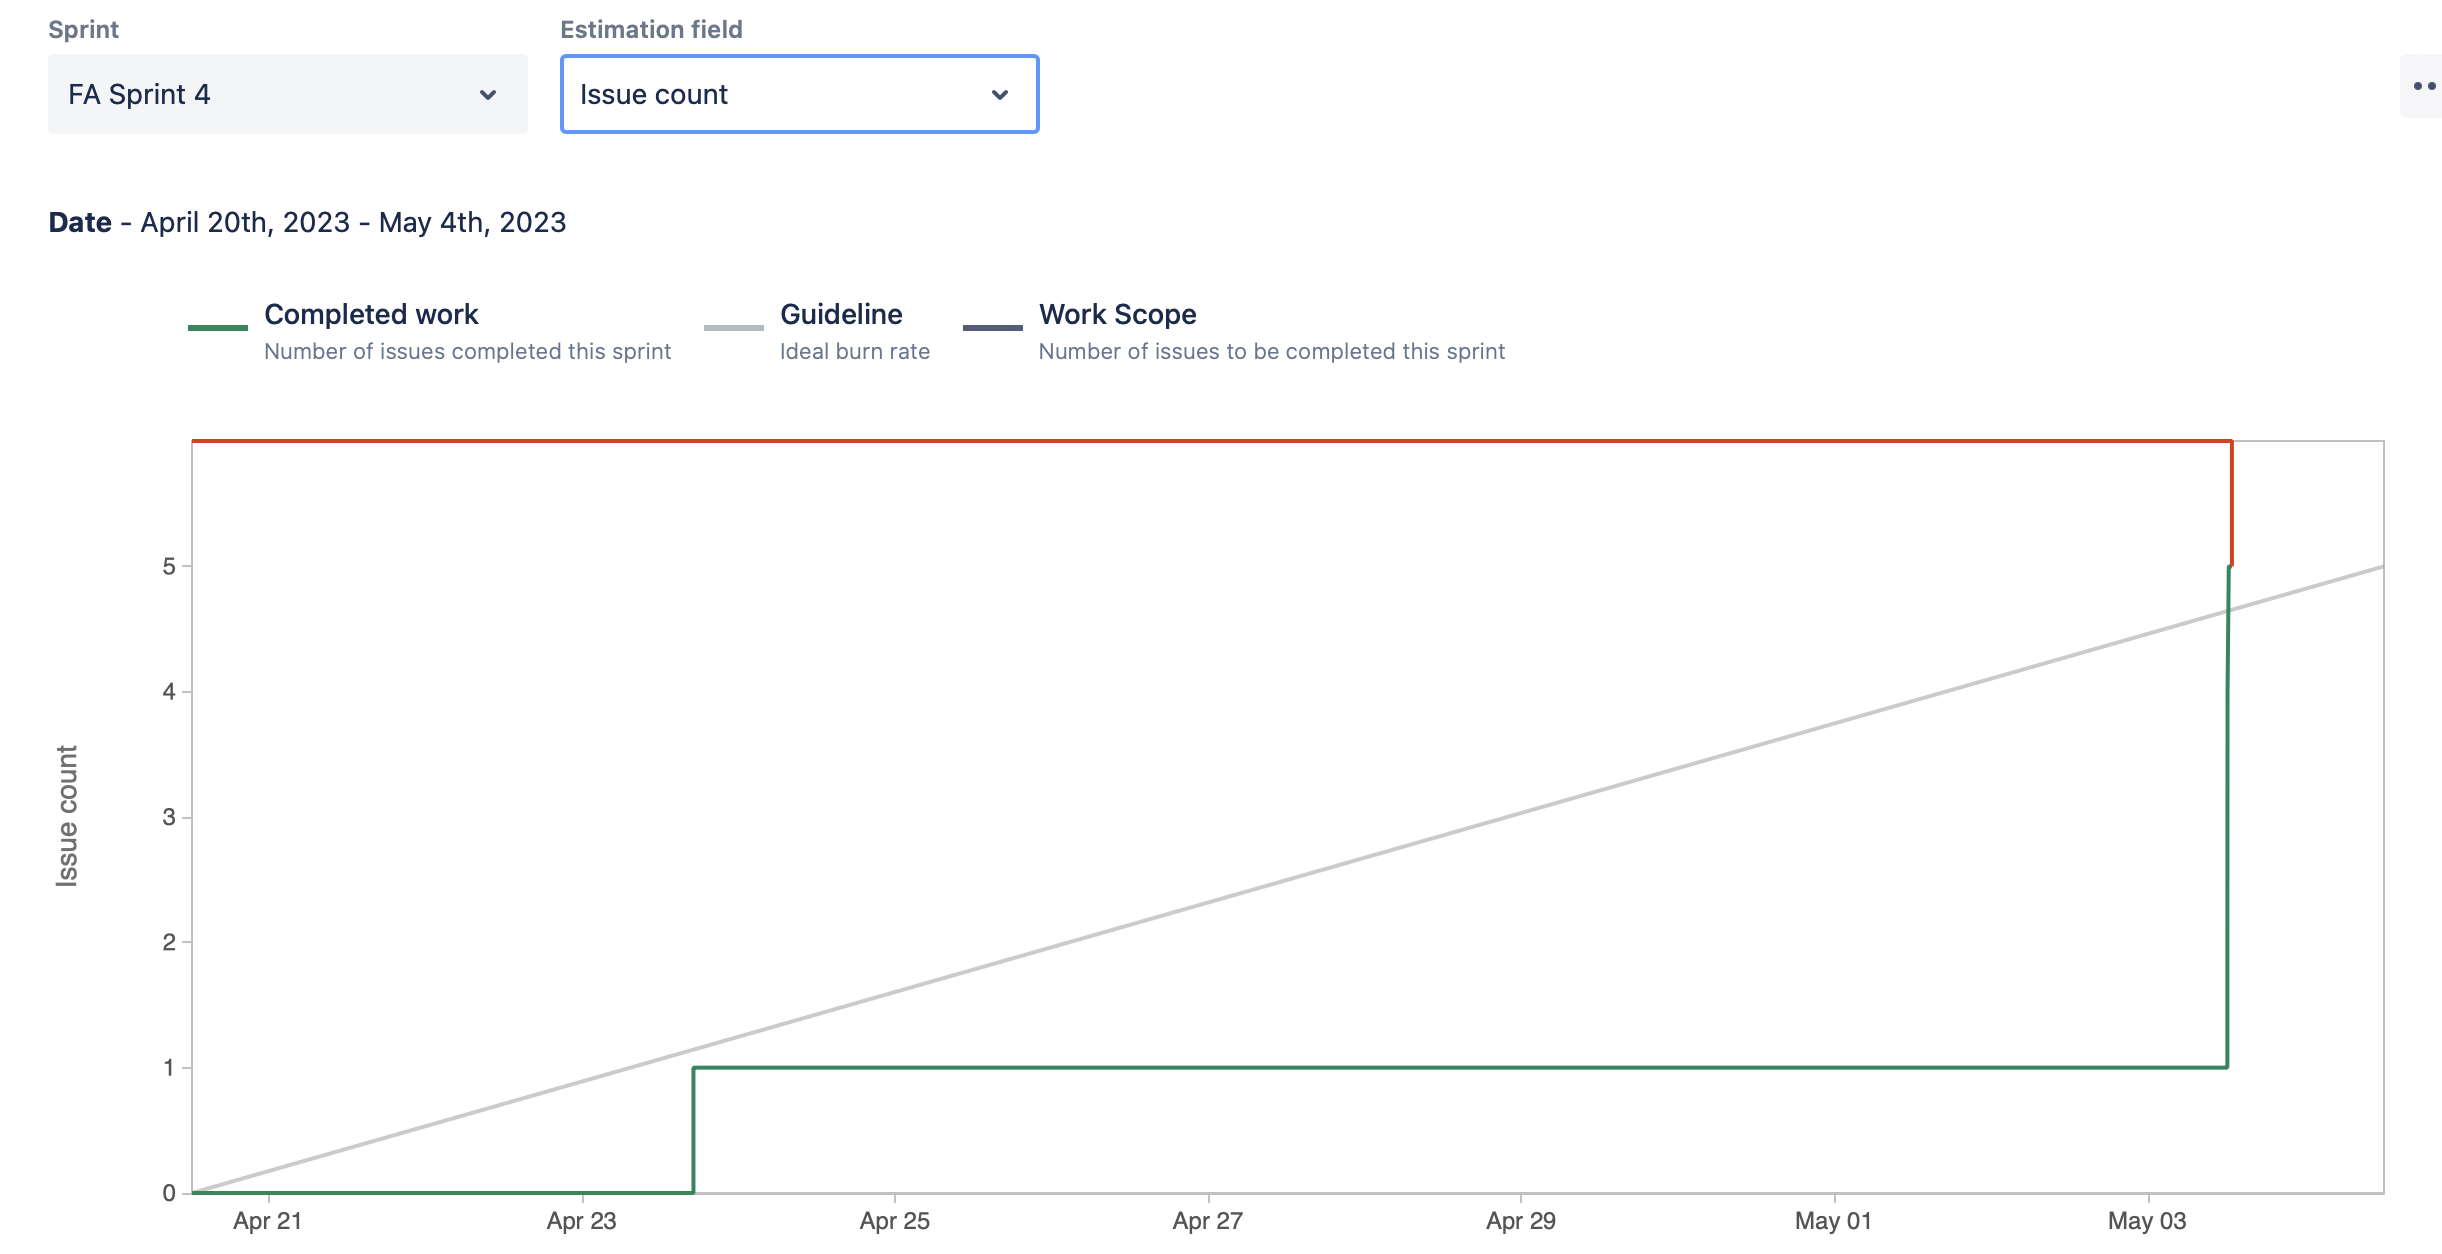 Sprint
Estimation field
FA Sprint 4
Issue count
Date - April 20th, 2023 - May 4th, 2023
Completed work
Number of issues completed this sprint
Guideline
Ideal burn rate
Work Scope
Number of issues to be completed this sprint
Issue count
5
4
3
2
1
0
Apr 21
Apr 23
Apr 25
Apr 27
Apr 29
May 01
May 03